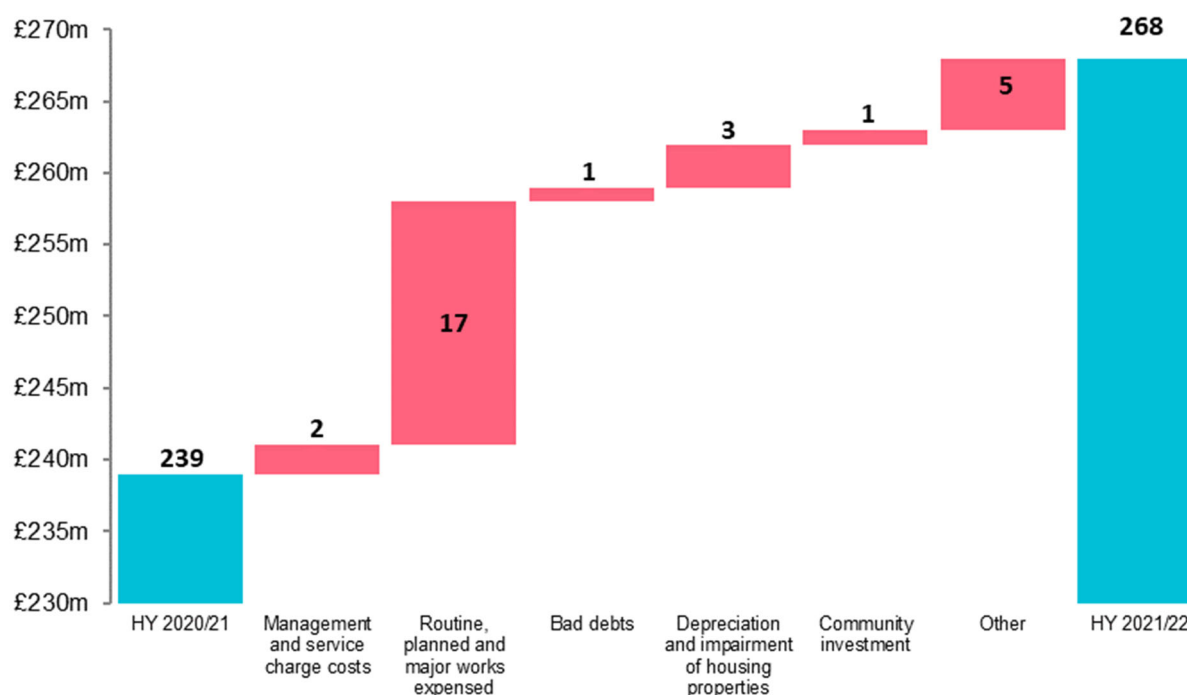 £270m
£265m
£260m
£255m
£250m
£245m
£240m
£235m
£230m
239
2
17
1
3
1
5
268
HY 2020/21
Management
and service
charge costs
Routine,
planned and
major works
expensed
Bad debts
Depreciation
and impairment
of housing
properties
Community
investment
Other
HY 2021/22